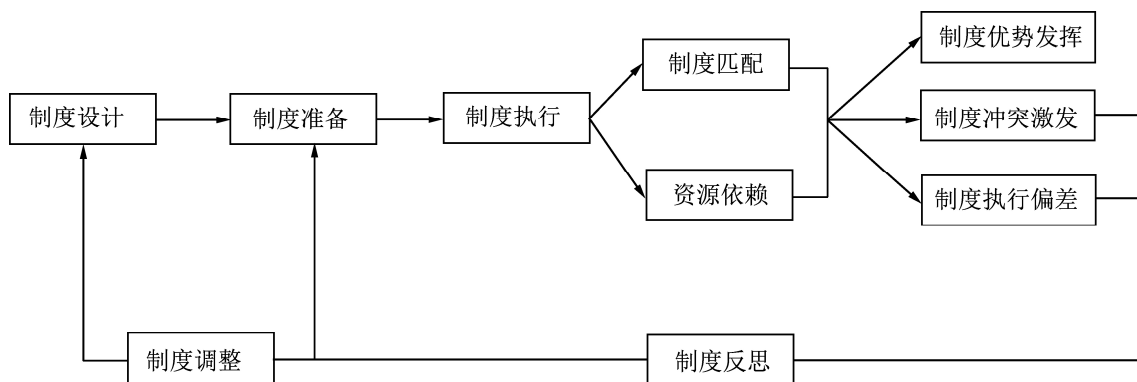 制度设计
制度准备
制度执行
制度匹配
资源依赖
制度优势发挥
制度冲突激发
制度执行偏差
制度调整
制度反思